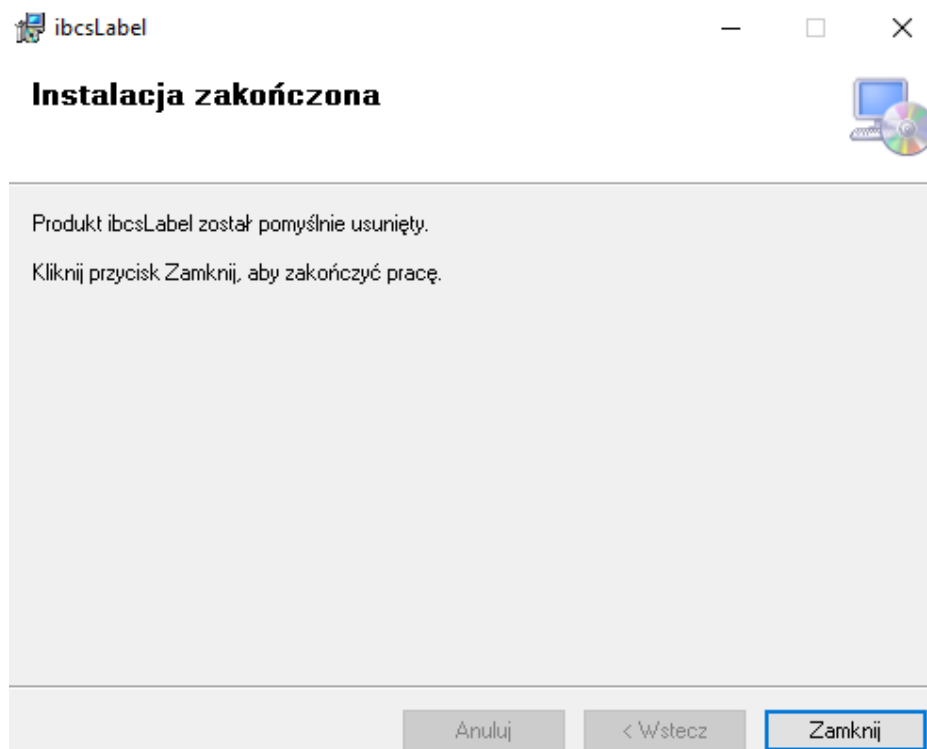 ibcsLabel
Instalacja zakończona
Produkt ibcsLabel został pomyślnie usunięty.
Kliknij przycisk Zamknij, aby zakończyć pracę.
Anuluj
< Wstecz
Zamknij